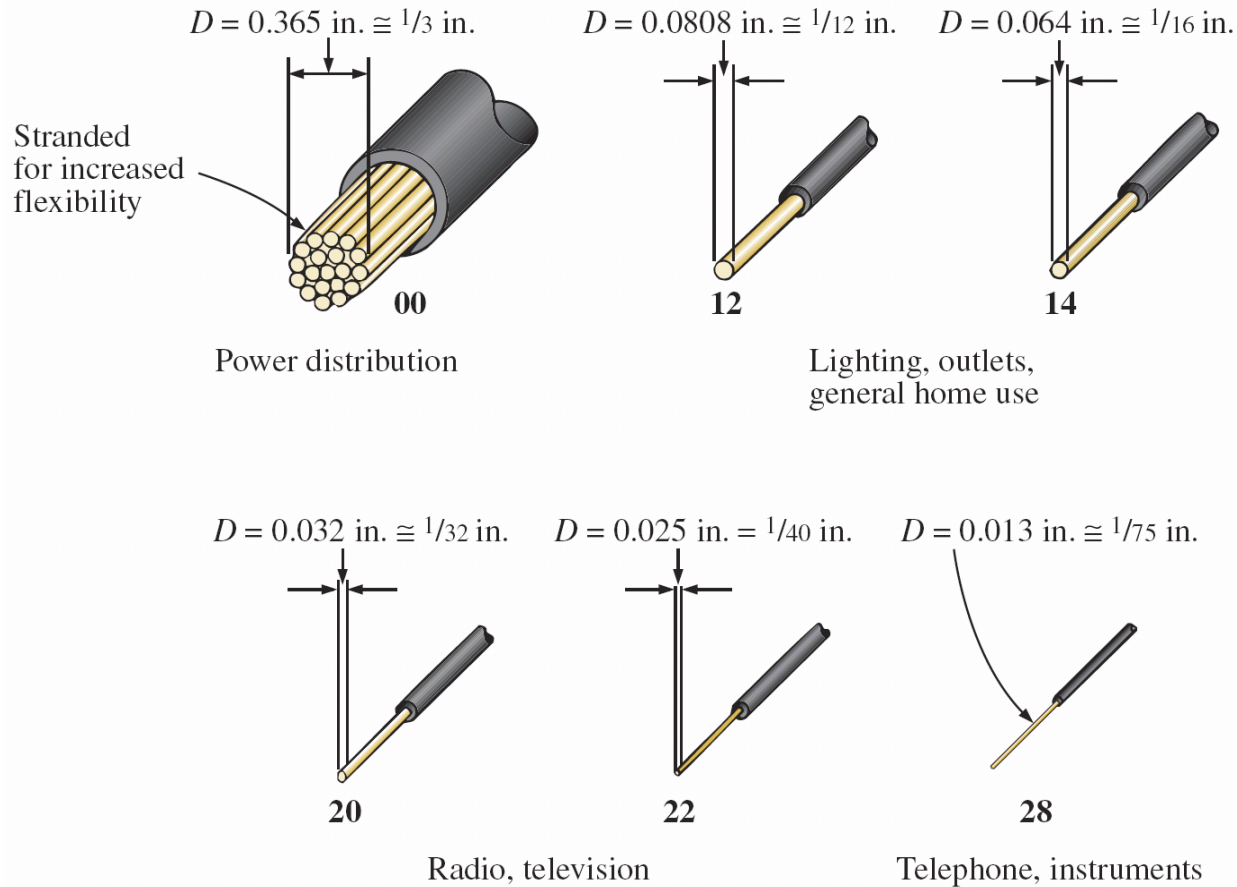 D = 0.365 in. ≅ 1/3 in.
D = 0.0808 in. ≅ 1/12 in.
D = 0.064 in. ≅ 1/16 in.
Stranded
for increased
flexibility
00
12
14
Power distribution
Lighting, outlets,
general home use
D = 0.032 in. ≅ 1/32 in.
D = 0.025 in. = 1/40 in.
D = 0.013 in. ≅ 1/75 in.
20
22
28
Radio, television
Telephone, instruments